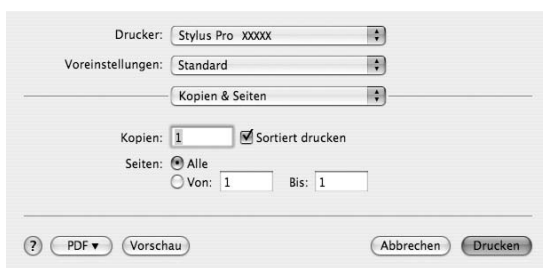 Drucker: Stylus Pro XXXXX
Voreinstellungen: Standard
Kopien & Seiten
Kopien: 1 Sortiert drucken
Seiten: Alle
Von: 1 Bis: 1
? PDF ▼ Vorschau Abbrechen Drucken